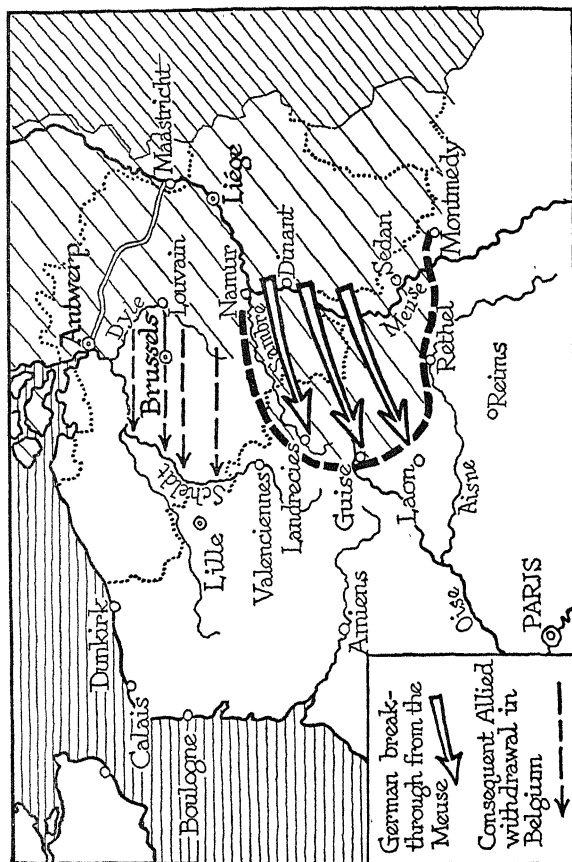 Antwerp
Maastricht
Dunkirk
Dyle
Calais
Brussels
Louvain
Liége
Scheldt
Boulogne
Lille
Namur
Valenciennes
Sambre
Dinant
Landrecies
Amiens
Guise
Sedan
Meuse
Laon
Montmedy
Rethel
Oise
Aisne
Reims
PARIS
German break-
through from the
Meuse
Consequent Allied
withdrawal in
Belgium